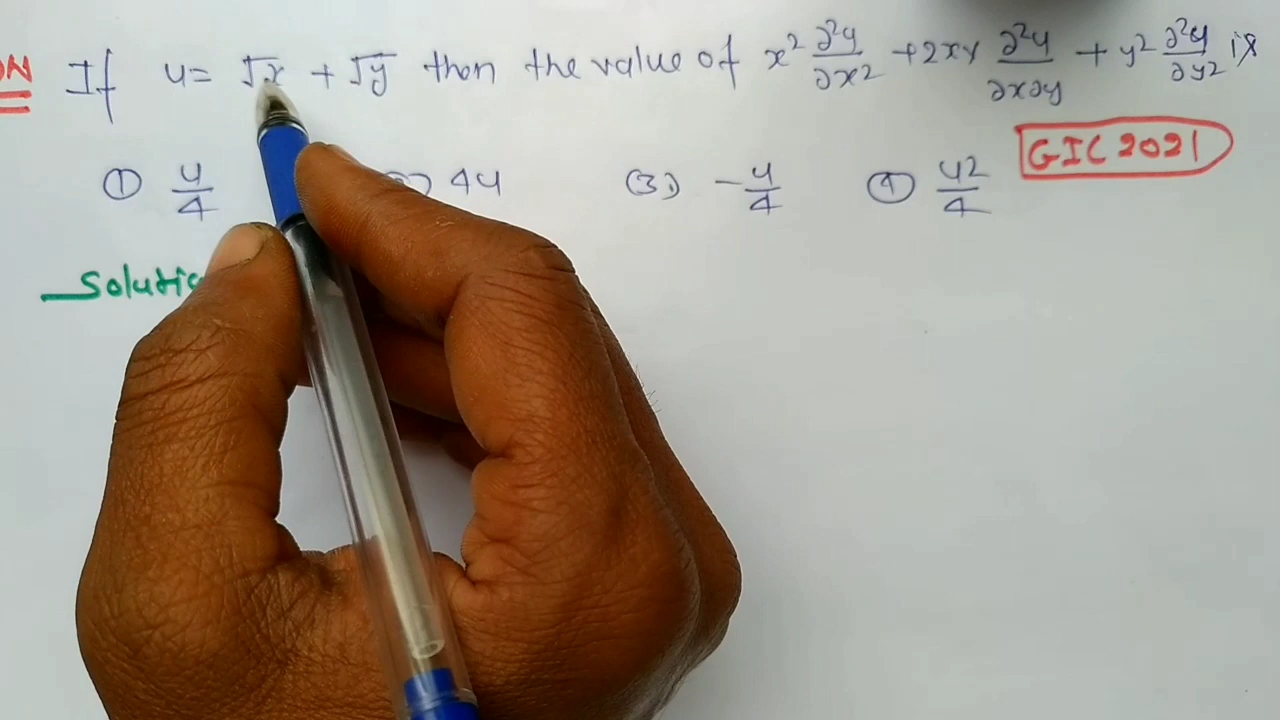 ON If u= √x + √y then the value of x² ∂²u/∂x² +2xy ∂²u/∂x∂y + y² ∂²u/∂y² is
GIC 2021
① u/4 2) 4u (3) -u/4 ④ u²/4
Solutio